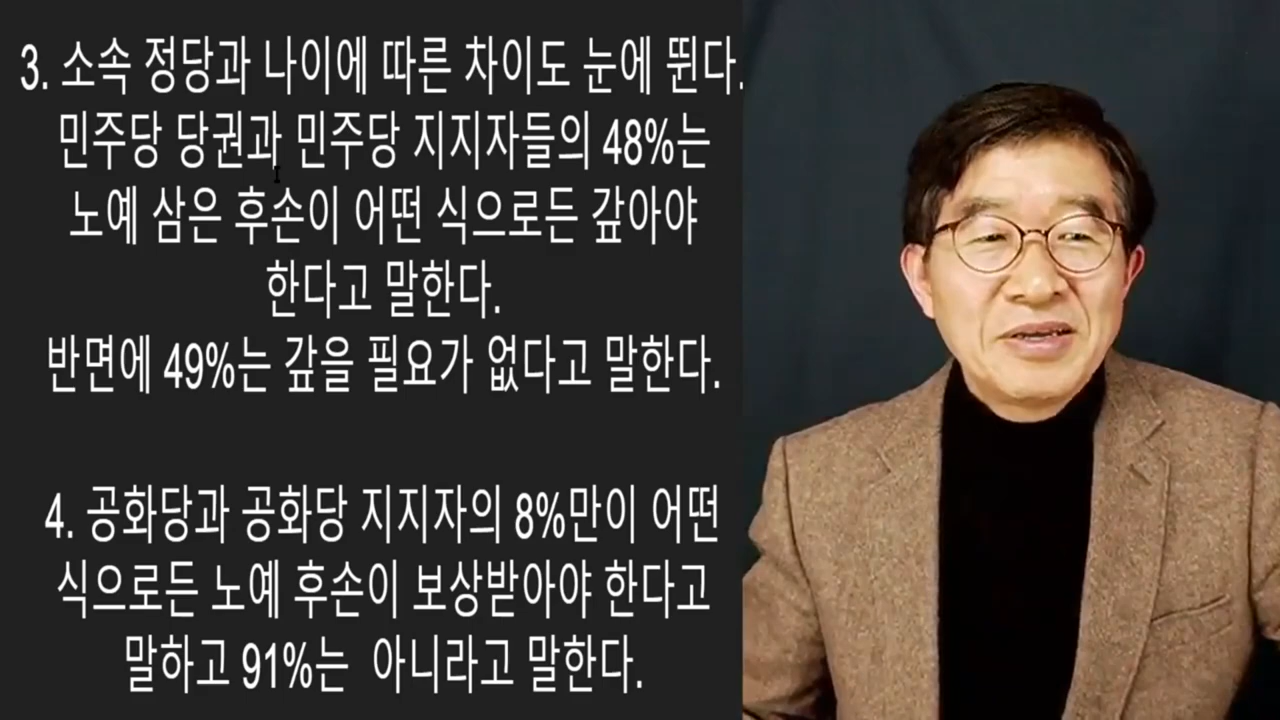 3. 소속 정당과 나이에 따른 차이도 눈에 띈다.
민주당 당권과 민주당 지지자들의 48%는
노예 삼은 후손이 어떤 식으로든 갚아야
한다고 말한다.
반면에 49%는 갚을 필요가 없다고 말한다.
4. 공화당과 공화당 지지자의 8%만이 어떤
식으로든 노예 후손이 보상받아야 한다고
말하고 91%는 아니라고 말한다.